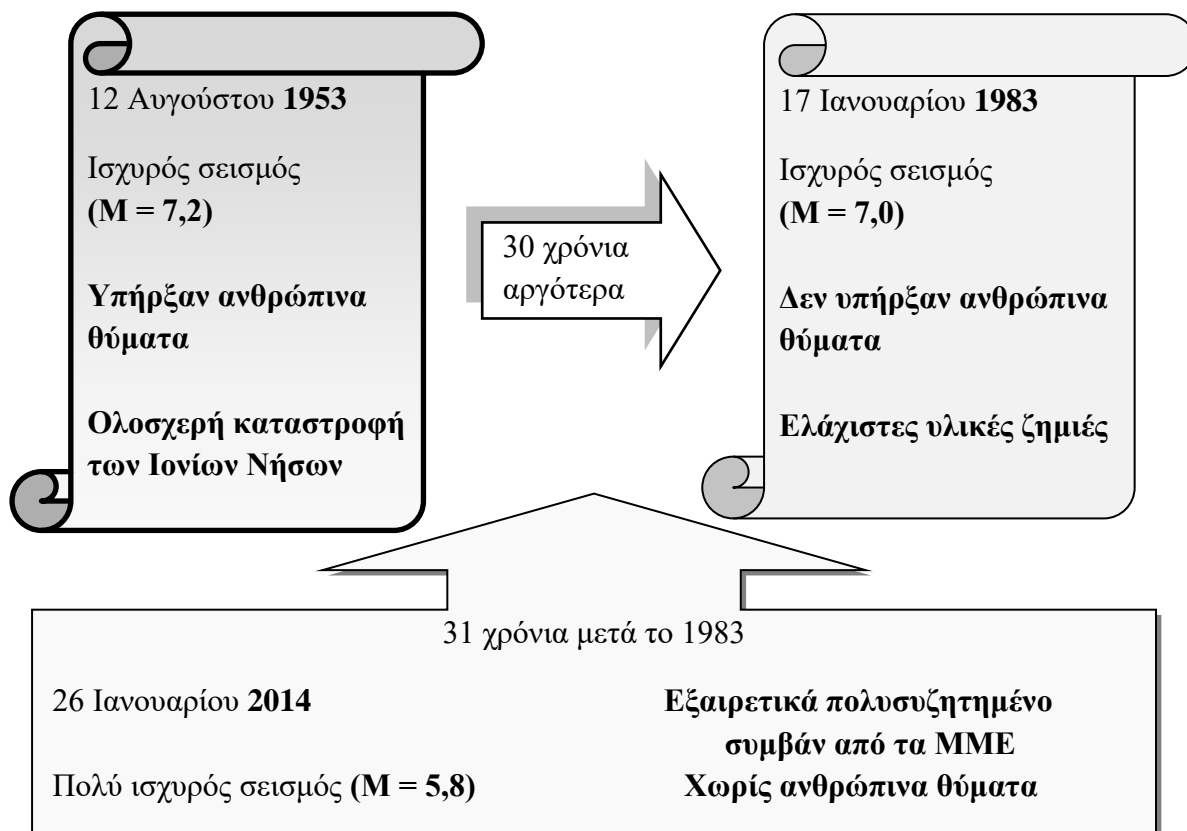 12 Αυγούστου 1953
Ισχυρός σεισμός
(Μ = 7,2)
Υπήρξαν ανθρώπινα
θύματα
Ολοσχερή καταστροφή
των Ιονίων Νήσων
30 χρόνια
αργότερα
17 Ιανουαρίου 1983
Ισχυρός σεισμός
(Μ = 7,0)
Δεν υπήρξαν ανθρώπινα
θύματα
Ελάχιστες υλικές ζημιές
31 χρόνια μετά το 1983
26 Ιανουαρίου 2014
Πολύ ισχυρός σεισμός (Μ = 5,8)
Εξαιρετικά πολυσυζητημένο
συμβάν από τα ΜΜΕ
Χωρίς ανθρώπινα θύματα